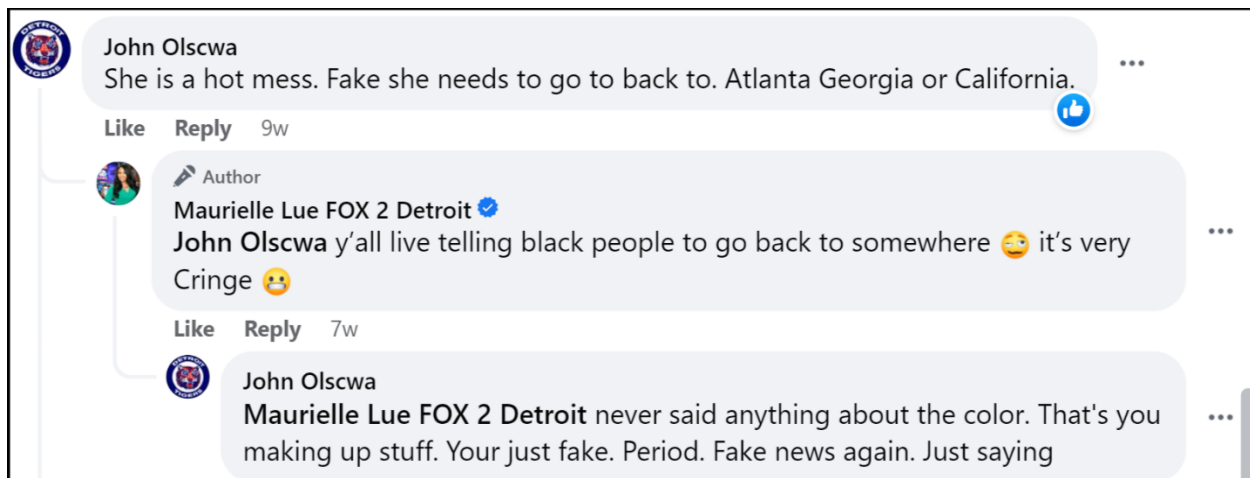 John Olscwa
She is a hot mess. Fake she needs to go to back to. Atlanta Georgia or California.
Like Reply 9w
Author
Maurielle Lue FOX 2 Detroit
John Olscwa y'all live telling black people to go back to somewhere 🥴 it's very
Cringe 😬
Like Reply 7w
DETROIT
TIGERS
John Olscwa
Maurielle Lue FOX 2 Detroit never said anything about the color. That's you
making up stuff. Your just fake. Period. Fake news again. Just saying